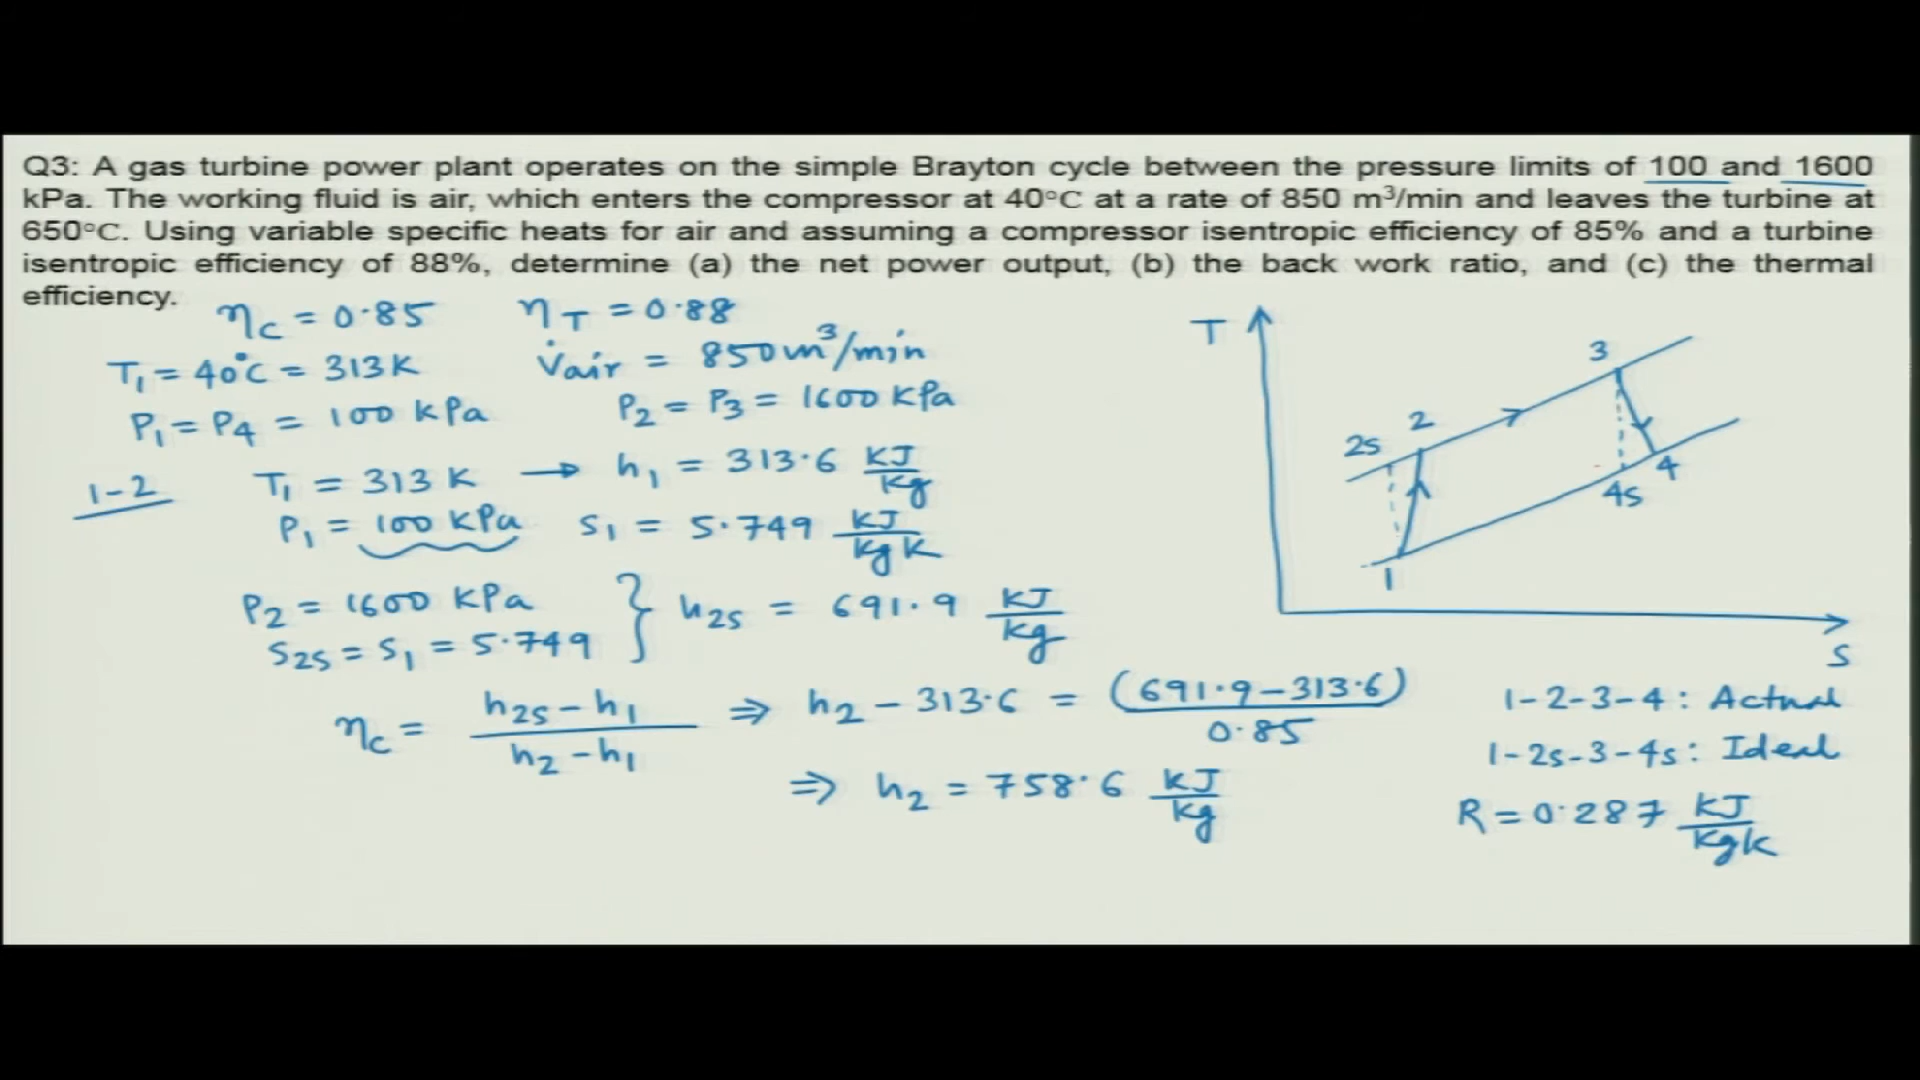 Q3: A gas turbine power plant operates on the simple Brayton cycle between the pressure limits of 100 and 1600
kPa. The working fluid is air, which enters the compressor at 40°C at a rate of 850 m³/min and leaves the turbine at
650°C. Using variable specific heats for air and assuming a compressor isentropic efficiency of 85% and a turbine
isentropic efficiency of 88%, determine (a) the net power output, (b) the back work ratio, and (c) the thermal
efficiency.
η_C = 0.85 η_T = 0.88
T₁ = 40°C = 313K V̇air = 850 m³/min
P₁ = P₄ = 100 kPa P₂ = P₃ = 1600 kPa
1-2 T₁ = 313 K → h₁ = 313.6 KJ/Kg
P₁ = 100 kPa S₁ = 5.749 KJ/KgK
P₂ = 1600 kPa } h₂s = 691.9 KJ/Kg
S₂s = S₁ = 5.749
η_C = (h₂s - h₁)/(h₂ - h₁) ⇒ h₂ - 313.6 = (691.9 - 313.6)/0.85
⇒ h₂ = 758.6 KJ/Kg
T
3
2
2s
4
4s
1
S
1-2-3-4: Actual
1-2s-3-4s: Ideal
R = 0.287 KJ/KgK